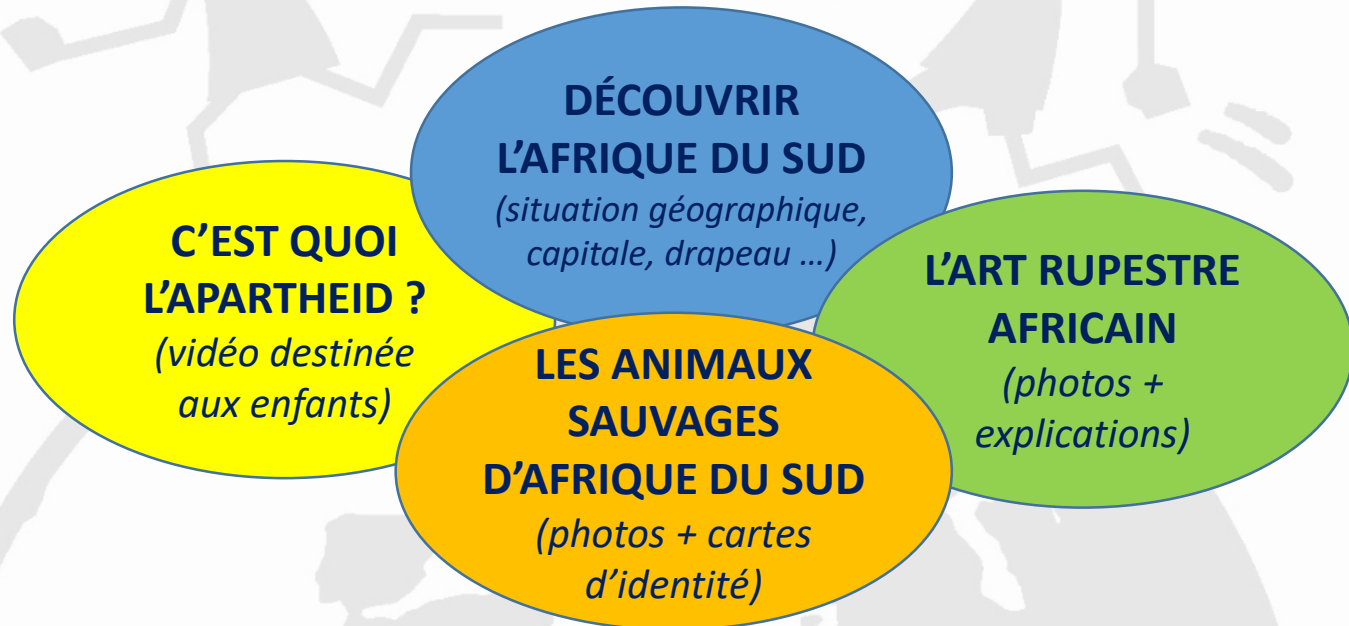 DÉCOUVRIR
L’AFRIQUE DU SUD
(situation géographique,
capitale, drapeau …)
C’EST QUOI
L’APARTHEID ?
(vidéo destinée
aux enfants)
L’ART RUPESTRE
AFRICAIN
(photos +
explications)
LES ANIMAUX
SAUVAGES
D’AFRIQUE DU SUD
(photos + cartes
d’identité)